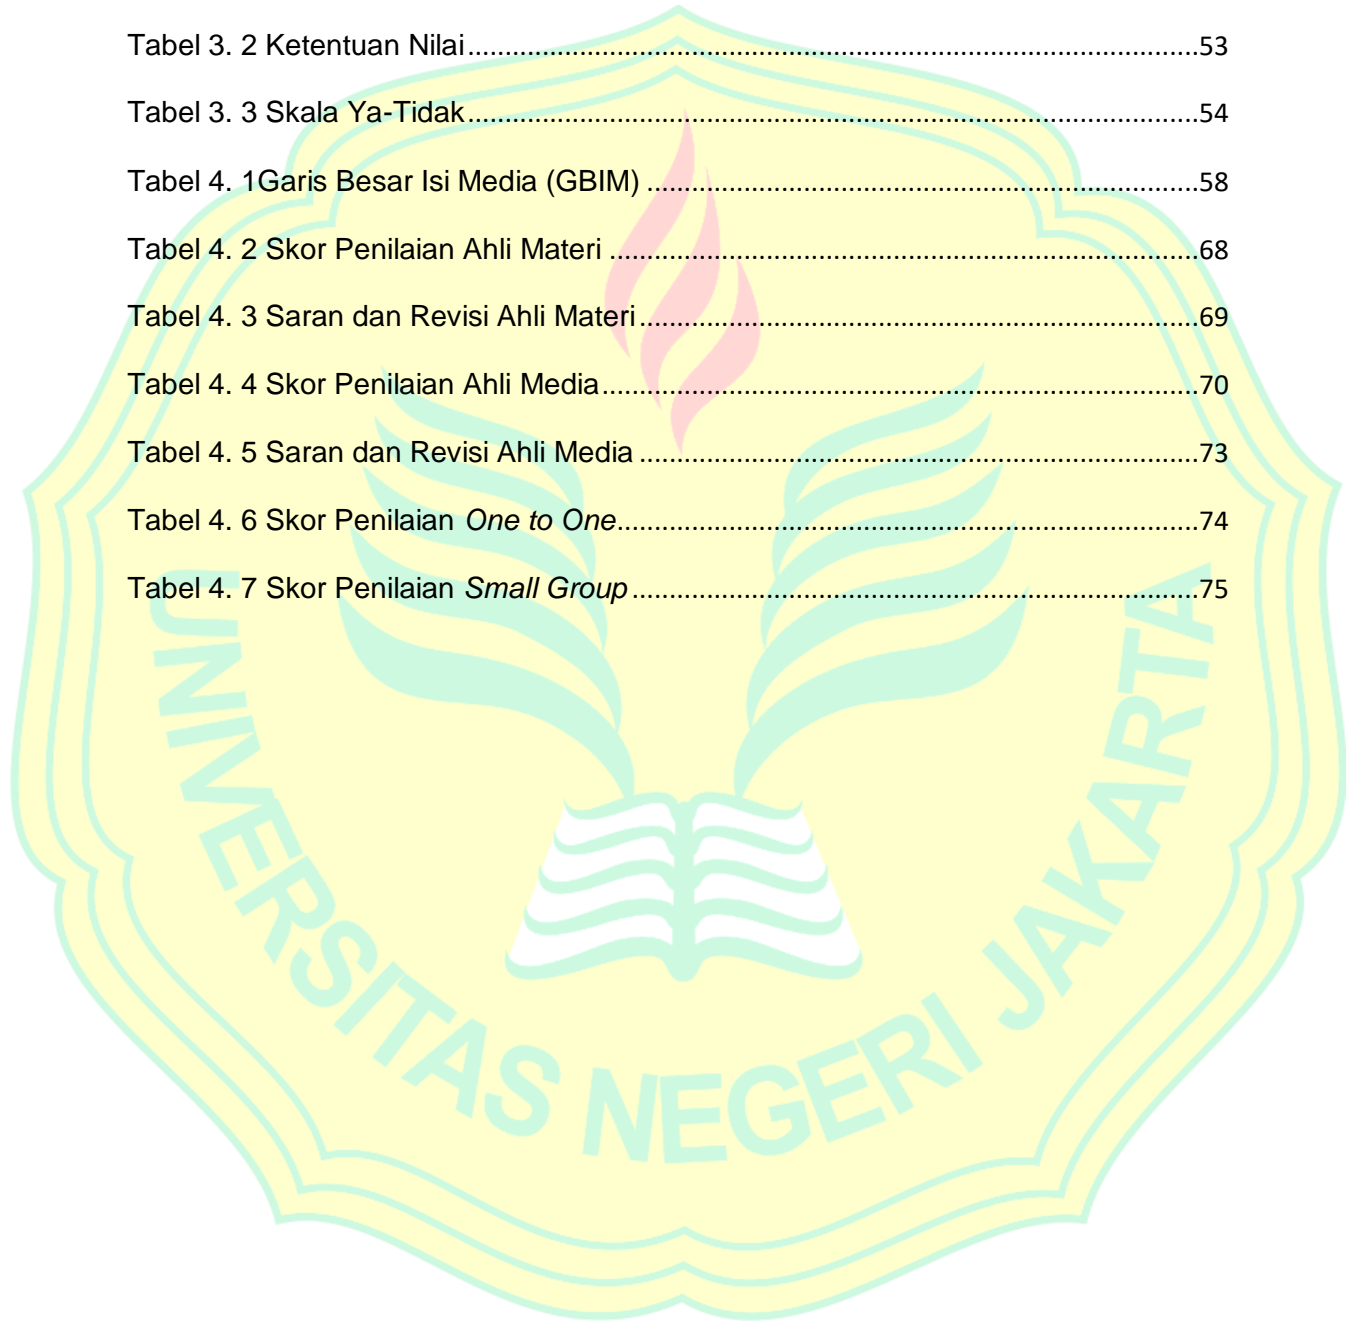 Tabel 3. 2 Ketentuan Nilai...............................................................................................53
Tabel 3. 3 Skala Ya-Tidak...............................................................................................54
Tabel 4. 1Garis Besar Isi Media (GBIM) .......................................................................58
Tabel 4. 2 Skor Penilaian Ahli Materi ............................................................................68
Tabel 4. 3 Saran dan Revisi Ahli Materi.........................................................................69
Tabel 4. 4 Skor Penilaian Ahli Media..............................................................................70
Tabel 4. 5 Saran dan Revisi Ahli Media .........................................................................73
Tabel 4. 6 Skor Penilaian One to One............................................................................74
Tabel 4. 7 Skor Penilaian Small Group ..........................................................................75
UNIVERSITAS NEGERI JAKARTA